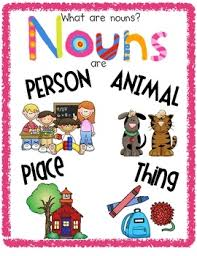 What are nouns?
Nouns
are
PERSON
ANIMAL
Place
Thing